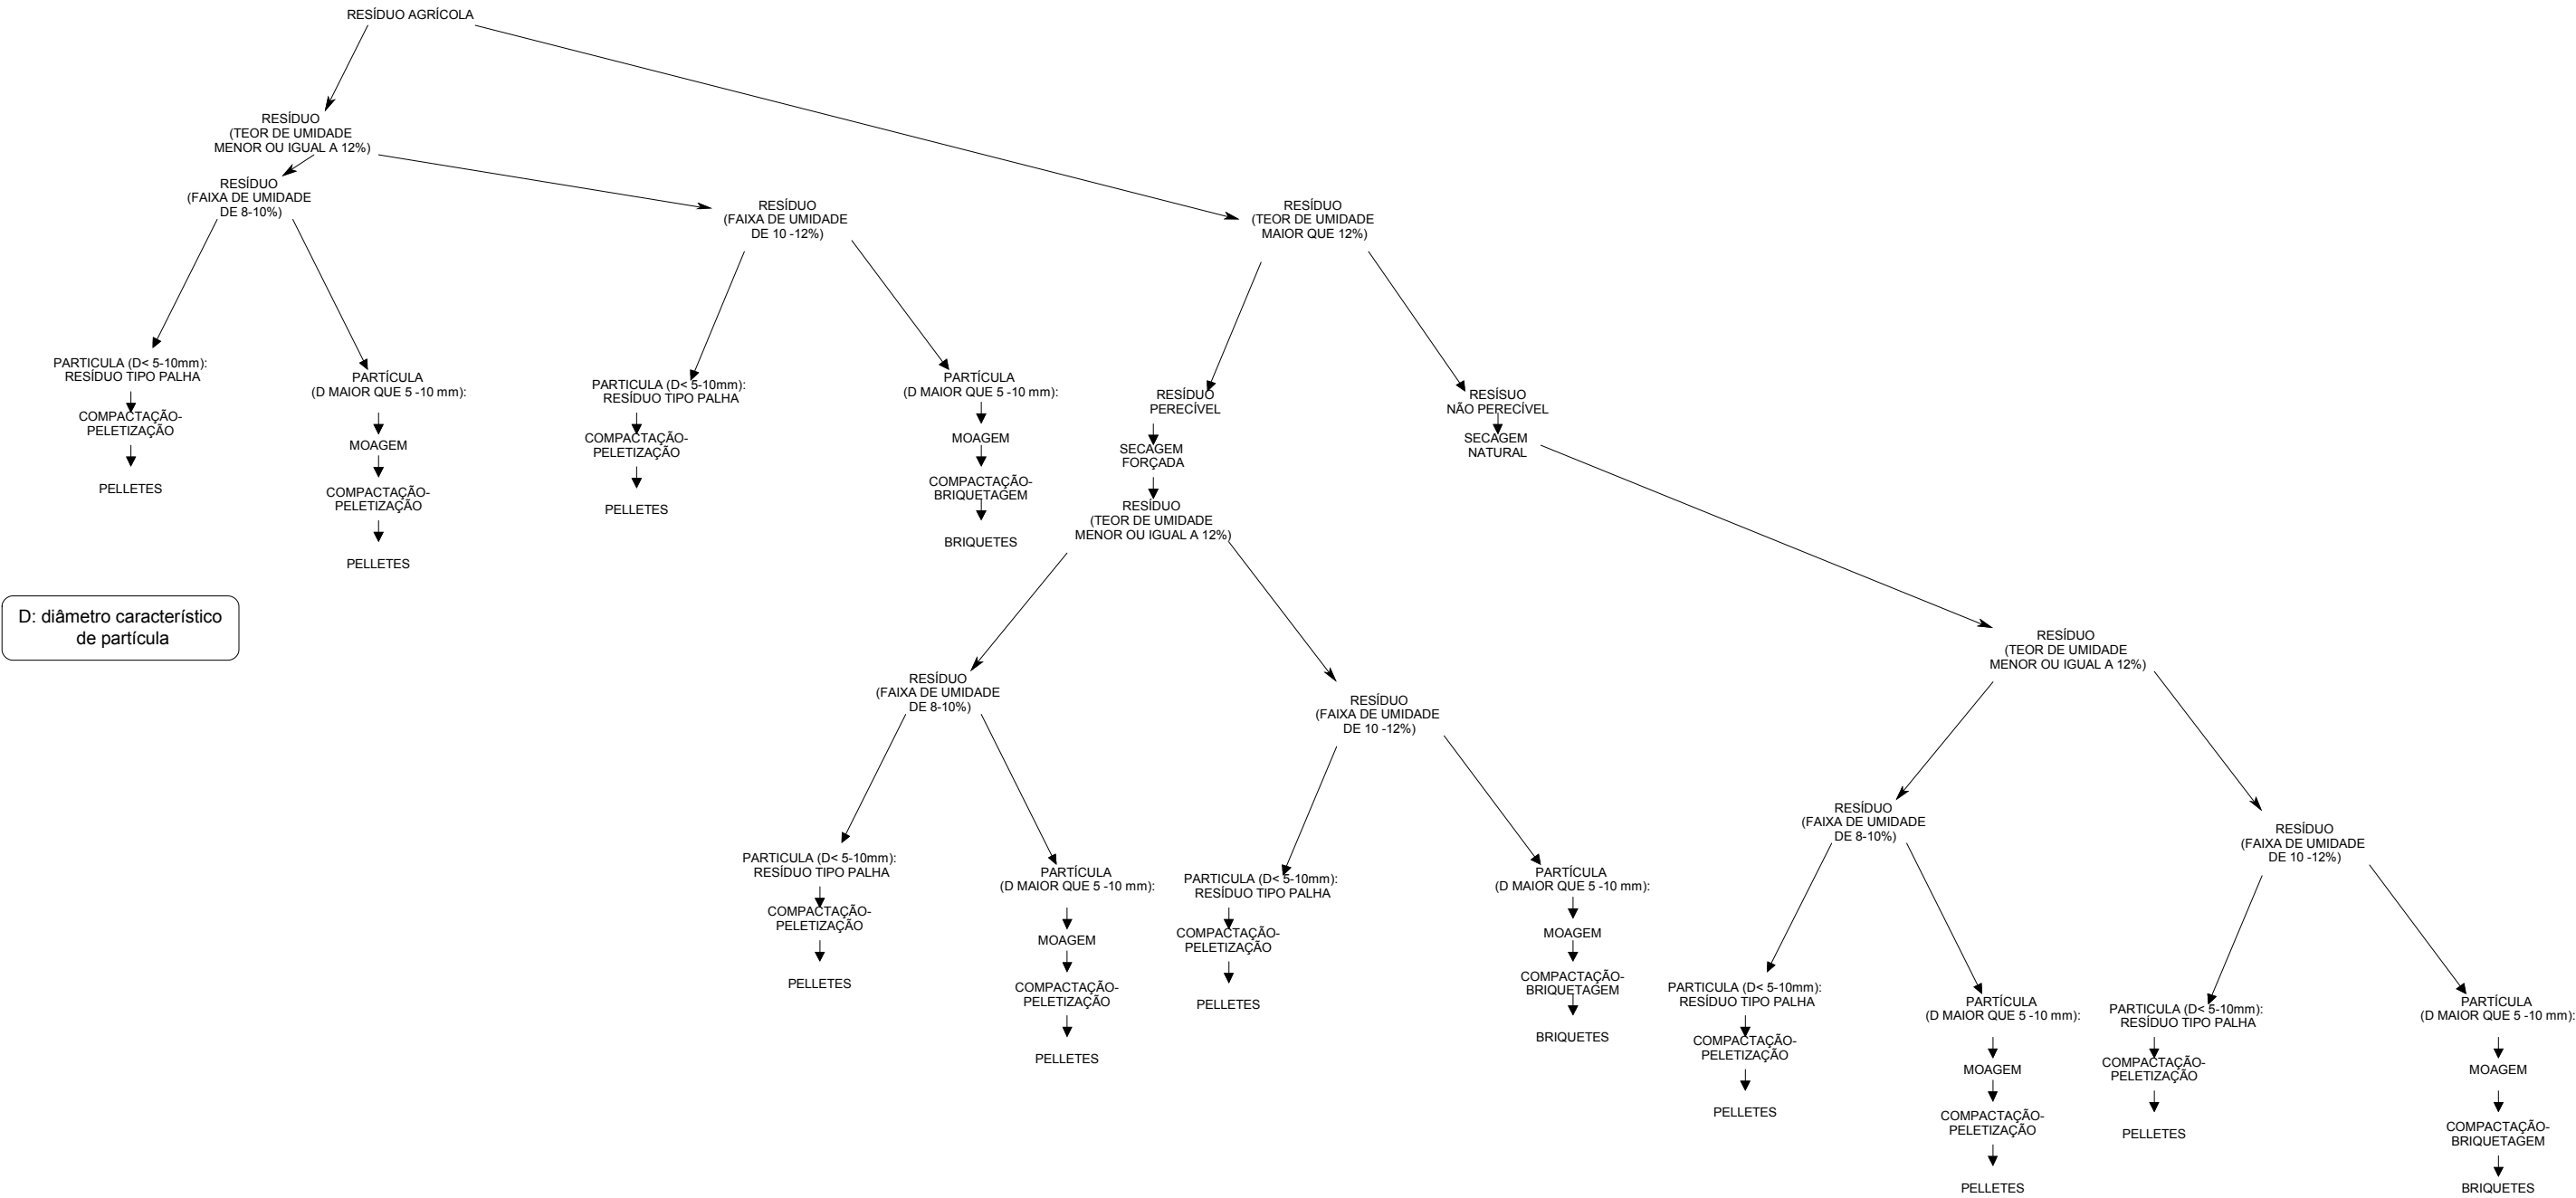 RESÍDUO AGRÍCOLA
RESÍDUO
(TEOR DE UMIDADE
MENOR OU IGUAL A 12%)
RESÍDUO
(FAIXA DE UMIDADE
DE 8-10%)
RESÍDUO
(FAIXA DE UMIDADE
DE 10 -12%)
RESÍDUO
(TEOR DE UMIDADE
MAIOR QUE 12%)
PARTICULA (D< 5-10mm):
RESÍDUO TIPO PALHA
COMPACTAÇÃO-
PELETIZAÇÃO
PELLETES
PARTÍCULA
(D MAIOR QUE 5 -10 mm):
MOAGEM
COMPACTAÇÃO-
PELETIZAÇÃO
PELLETES
PARTICULA (D< 5-10mm):
RESÍDUO TIPO PALHA
COMPACTAÇÃO-
PELETIZAÇÃO
PELLETES
PARTÍCULA
(D MAIOR QUE 5 -10 mm):
MOAGEM
COMPACTAÇÃO-
BRIQUETAGEM
BRIQUETES
RESÍDUO
PERECÍVEL
SECAGEM
FORÇADA
RESÍDUO
(TEOR DE UMIDADE
MENOR OU IGUAL A 12%)
RESÍSUO
NÃO PERECÍVEL
SECAGEM
NATURAL
D: diâmetro característico
de partícula
RESÍDUO
(TEOR DE UMIDADE
MENOR OU IGUAL A 12%)
RESÍDUO
(FAIXA DE UMIDADE
DE 8-10%)
RESÍDUO
(FAIXA DE UMIDADE
DE 10 -12%)
PARTICULA (D< 5-10mm):
RESÍDUO TIPO PALHA
COMPACTAÇÃO-
PELETIZAÇÃO
PELLETES
PARTÍCULA
(D MAIOR QUE 5 -10 mm):
MOAGEM
COMPACTAÇÃO-
PELETIZAÇÃO
PELLETES
PARTICULA (D< 5-10mm):
RESÍDUO TIPO PALHA
COMPACTAÇÃO-
PELETIZAÇÃO
PELLETES
PARTÍCULA
(D MAIOR QUE 5 -10 mm):
MOAGEM
COMPACTAÇÃO-
BRIQUETAGEM
BRIQUETES
RESÍDUO
(FAIXA DE UMIDADE
DE 8-10%)
RESÍDUO
(FAIXA DE UMIDADE
DE 10 -12%)
PARTICULA (D< 5-10mm):
RESÍDUO TIPO PALHA
COMPACTAÇÃO-
PELETIZAÇÃO
PELLETES
PARTÍCULA
(D MAIOR QUE 5 -10 mm):
MOAGEM
COMPACTAÇÃO-
PELETIZAÇÃO
PELLETES
PARTICULA (D< 5-10mm):
RESÍDUO TIPO PALHA
COMPACTAÇÃO-
PELETIZAÇÃO
PELLETES
PARTÍCULA
(D MAIOR QUE 5 -10 mm):
MOAGEM
COMPACTAÇÃO-
BRIQUETAGEM
BRIQUETES